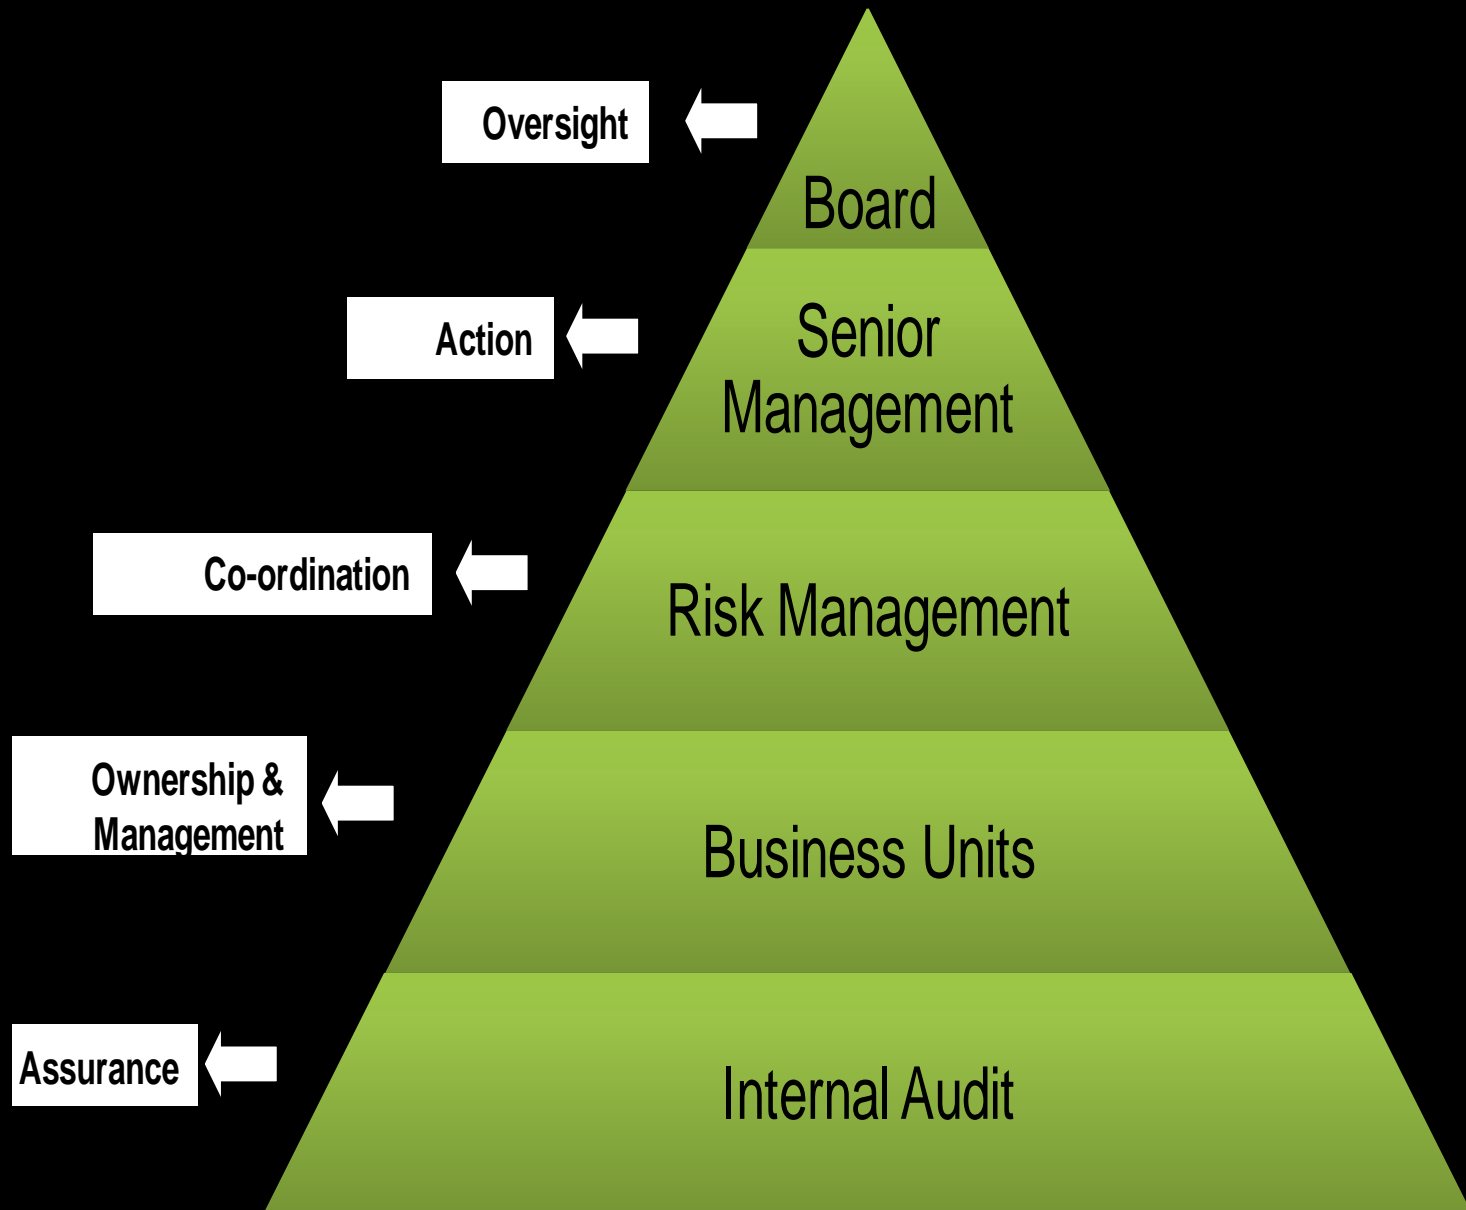 Oversight
Board
Action
Senior
Management
Co-ordination
Risk Management
Ownership &
Management
Business Units
Assurance
Internal Audit